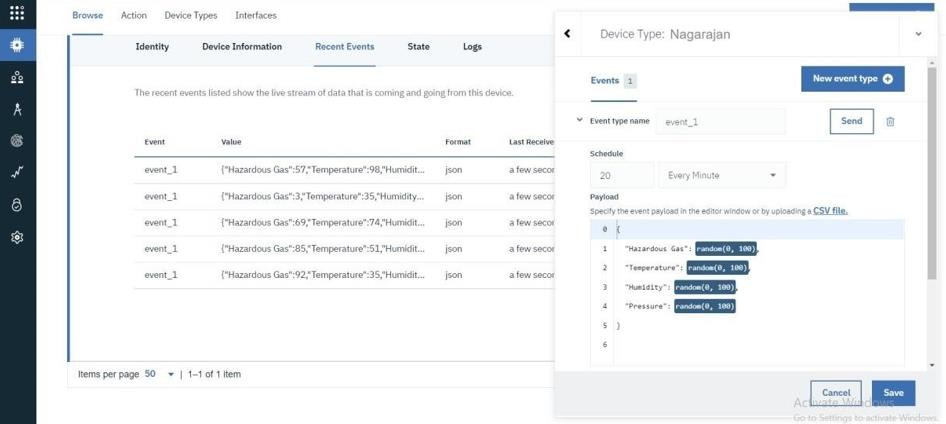 Browse Action Device Types Interfaces
Identity Device Information Recent Events State Logs
The recent events listed show the live stream of data that is coming and going from this device.
Event Value Format Last Receive
event_1 {"Hazardous Gas":57,"Temperature":98,"Humidit... json a few secon
event_1 {"Hazardous Gas":3,"Temperature":35,"Humidity... json a few secon
event_1 {"Hazardous Gas":69,"Temperature":74,"Humidit... json a few secon
event_1 {"Hazardous Gas":85,"Temperature":51,"Humidit... json a few secon
event_1 {"Hazardous Gas":92,"Temperature":35,"Humidit... json a few secon
Items per page 50 | 1–1 of 1 item
Device Type: Nagarajan
Events 1 New event type
Event type name event_1 Send
Schedule
20 Every Minute
Payload
Specify the event payload in the editor window or by uploading a CSV file.
0 {
1 "Hazardous Gas": random(0, 100),
2 "Temperature": random(0, 100),
3 "Humidity": random(0, 100),
4 "Pressure": random(0, 100)
5 }
6
Cancel Save
Activate Windows
Go to Settings to activate Windows.